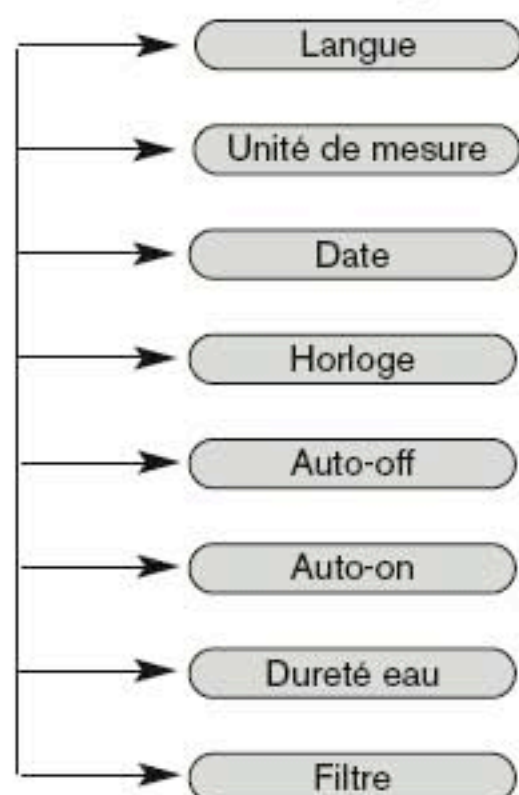 Langue
Unité de mesure
Date
Horloge
Auto-off
Auto-on
Dureté eau
Filtre